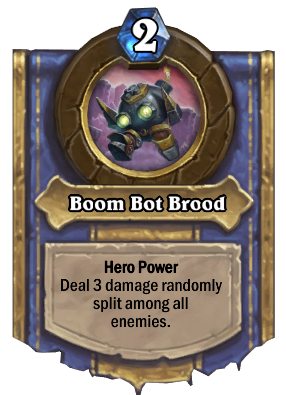 2
Boom Bot Brood
Hero Power
Deal 3 damage randomly
split among all
enemies.